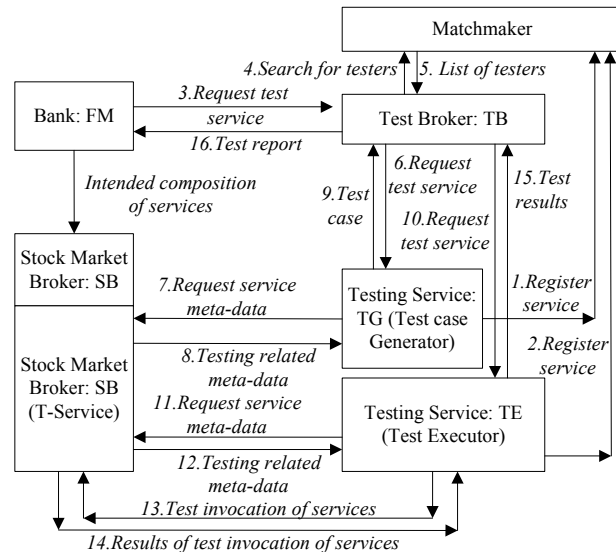 Matchmaker
4.Search for testers
5. List of testers
Bank: FM
3.Request test
service
16.Test report
Test Broker: TB
Intended composition
of services
9.Test
case
6.Request
test service
10.Request
test service
15.Test
results
Stock Market
Broker: SB
7.Request service
meta-data
Testing Service:
TG (Test case
Generator)
1.Register
service
8.Testing related
meta-data
2.Register
service
Stock Market
Broker: SB
(T-Service)
11.Request service
meta-data
Testing Service: TE
(Test Executor)
12.Testing related
meta-data
13.Test invocation of services
14.Results of test invocation of services